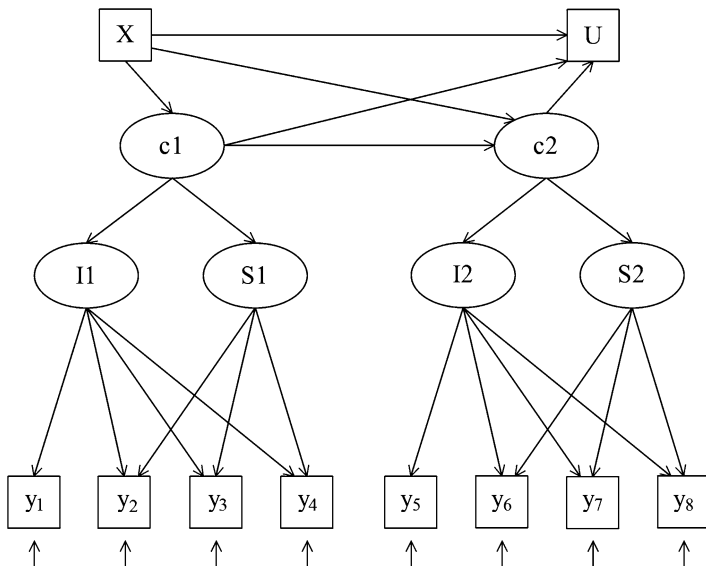 X U
c1 c2
I1 S1 I2 S2
y₁ y₂ y₃ y₄ y₅ y₆ y₇ y₈